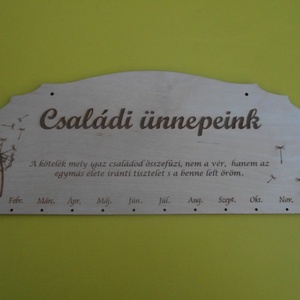 Családi ünnepeink
A kötelék mely igaz családod összefűzi, nem a vér, hanem az
egymás élete iránti tisztelet s a benne lelt öröm.
Febr. Márc. Ápr. Máj. Jún. Júl. Aug. Szept. Okt. Nov.